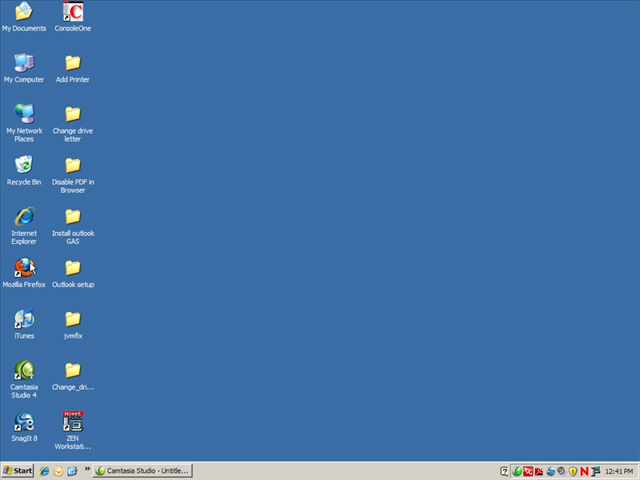 My Documents
ConsoleOne
My Computer
Add Printer
My Network
Places
Change drive
letter
Recycle Bin
Disable PDF in
Browser
Internet
Explorer
Install outlook
GAS
Mozilla Firefox
Outlook setup
iTunes
jvmfix
Camtasia
Studio 4
Change_dri...
SnagIt 8
Novell
ZEN
Workstati...
Start
Camtasia Studio - Untitle...
12:41 PM